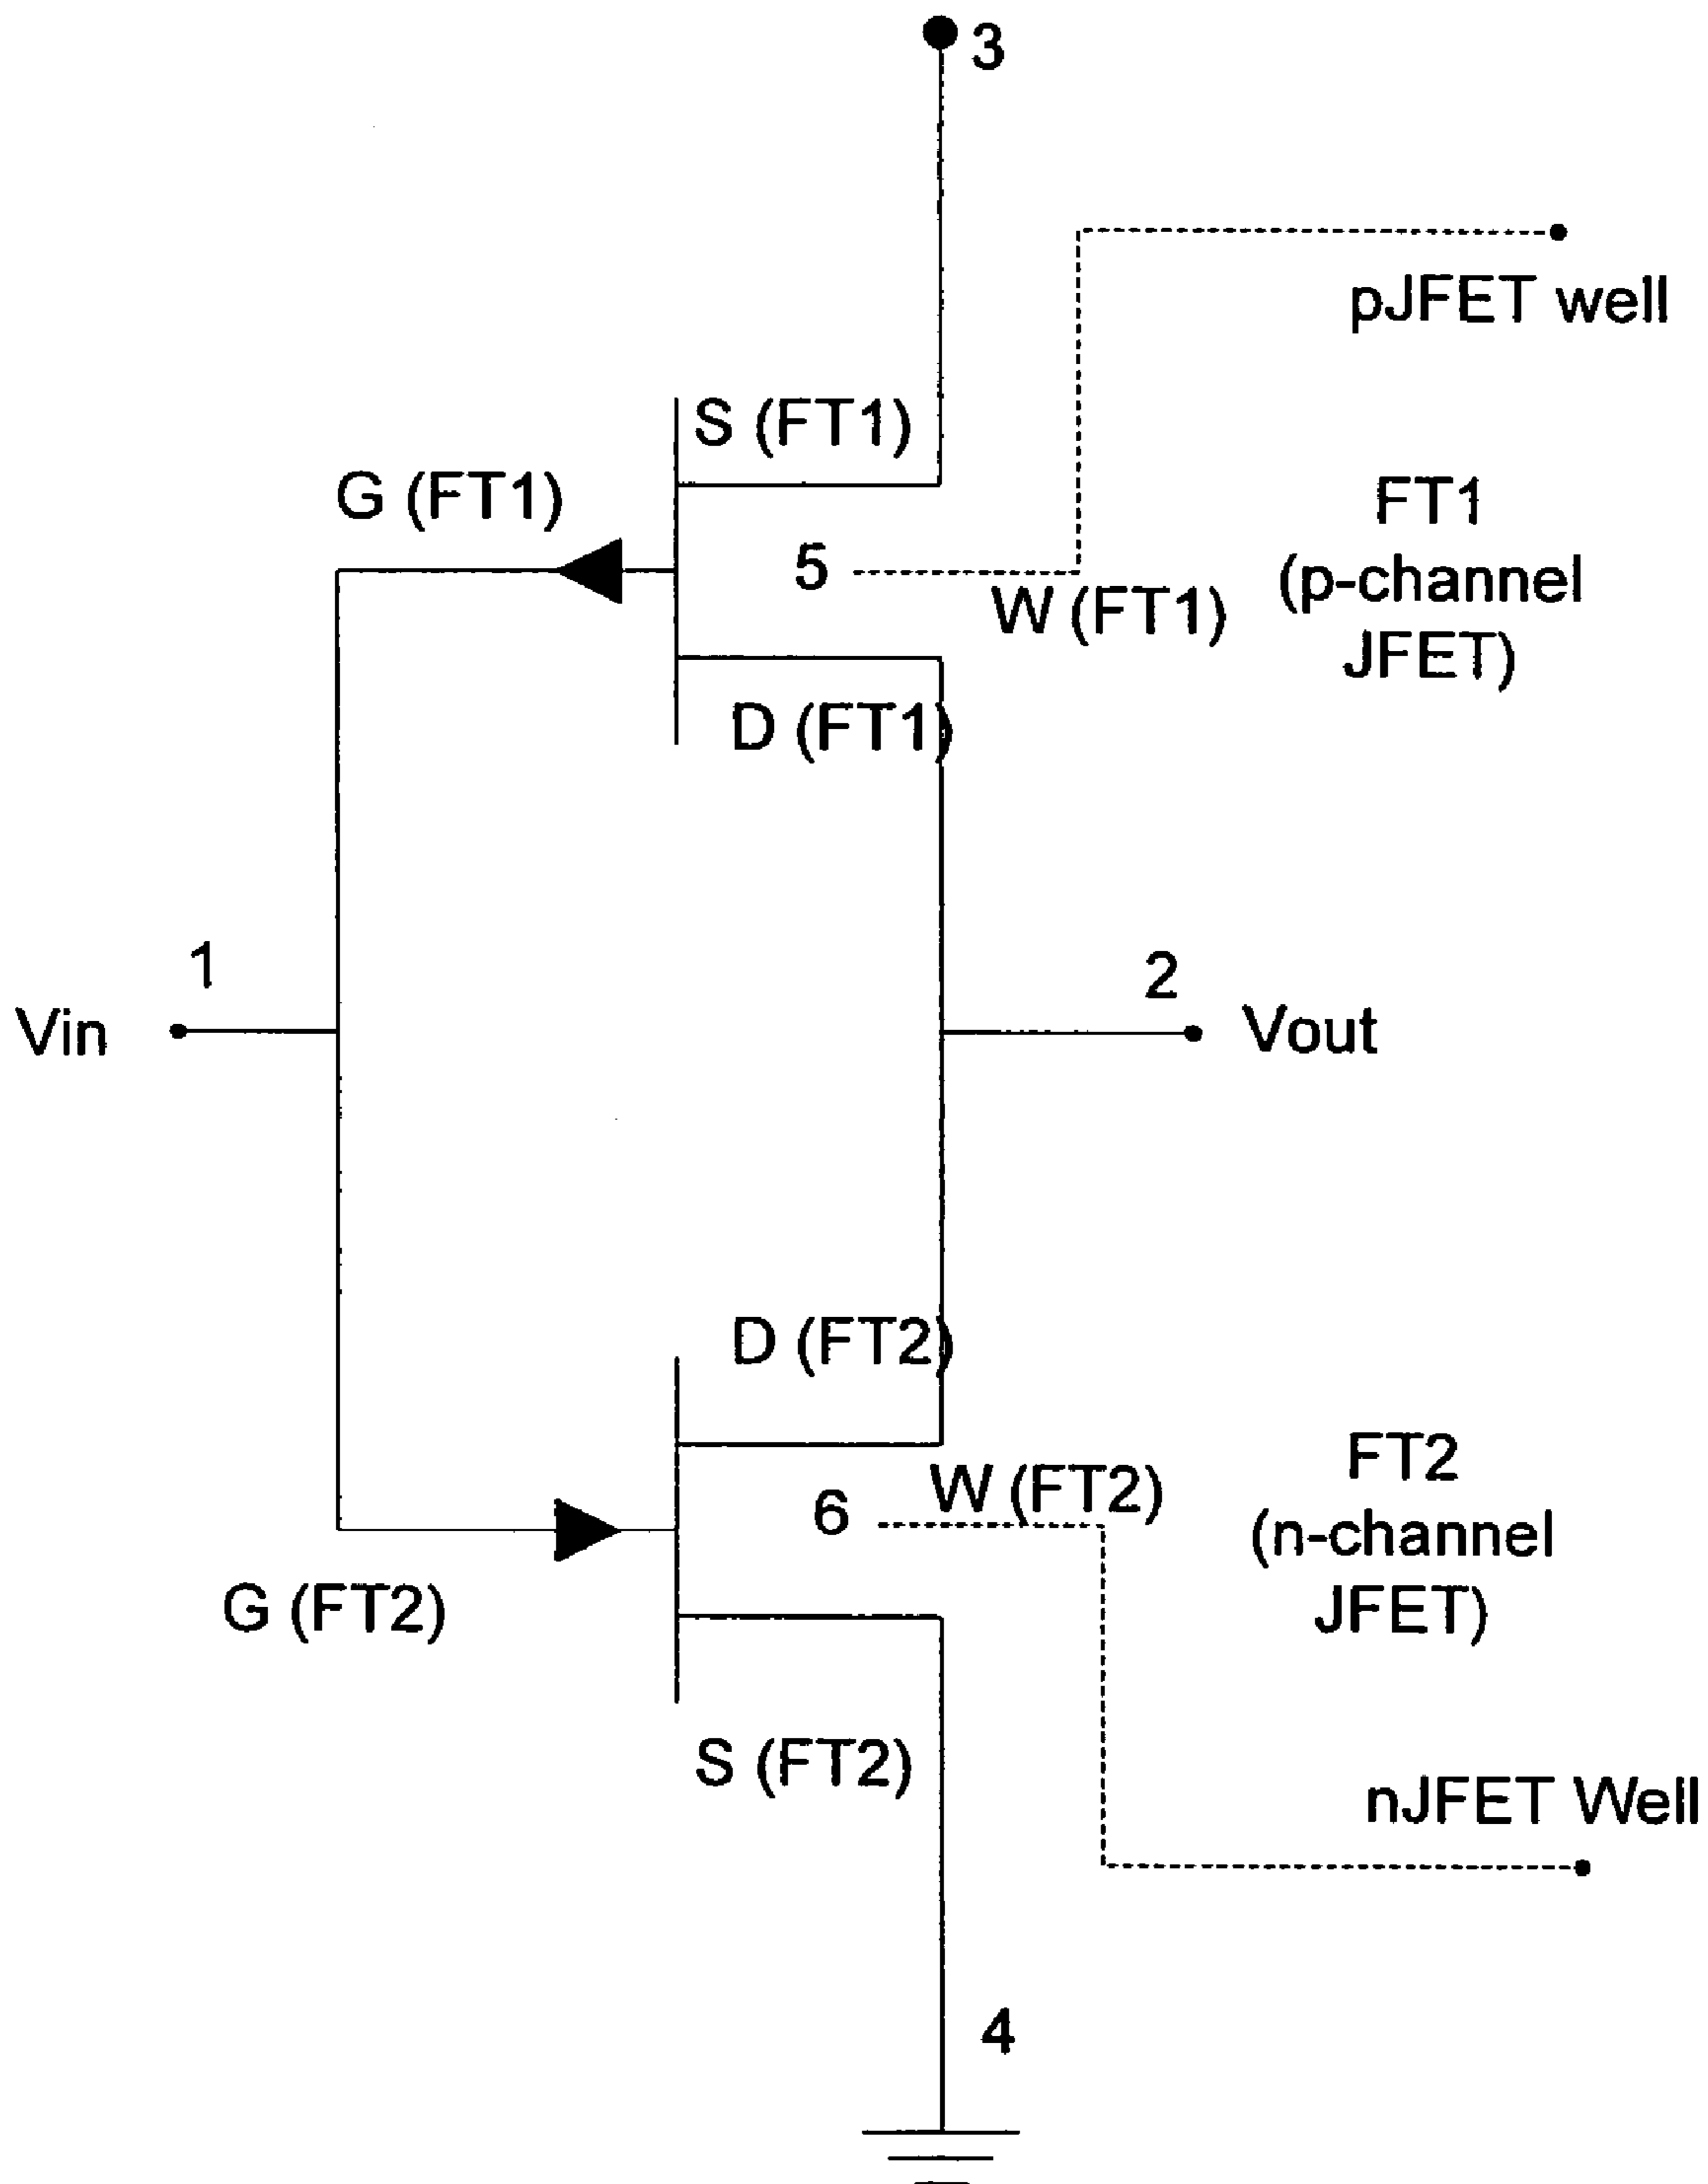 3
pJFET well
S (FT1)
G (FT1)
FT1
(p-channel
JFET)
5
W (FT1)
D (FT1)
1
2
Vin
Vout
D (FT2)
FT2
(n-channel
JFET)
W (FT2)
6
G (FT2)
S (FT2)
nJFET Well
4